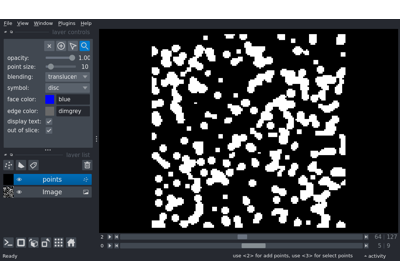 File View Window Plugins Help
layer controls
opacity: 1.00
point size: 10
blending: translucen
symbol: disc
face color: blue
edge color: dimgrey
display text:
out of slice:
layer list
points
Image
2 64 127
0 5 9
Ready use <2> for add points, use <3> for select points activity